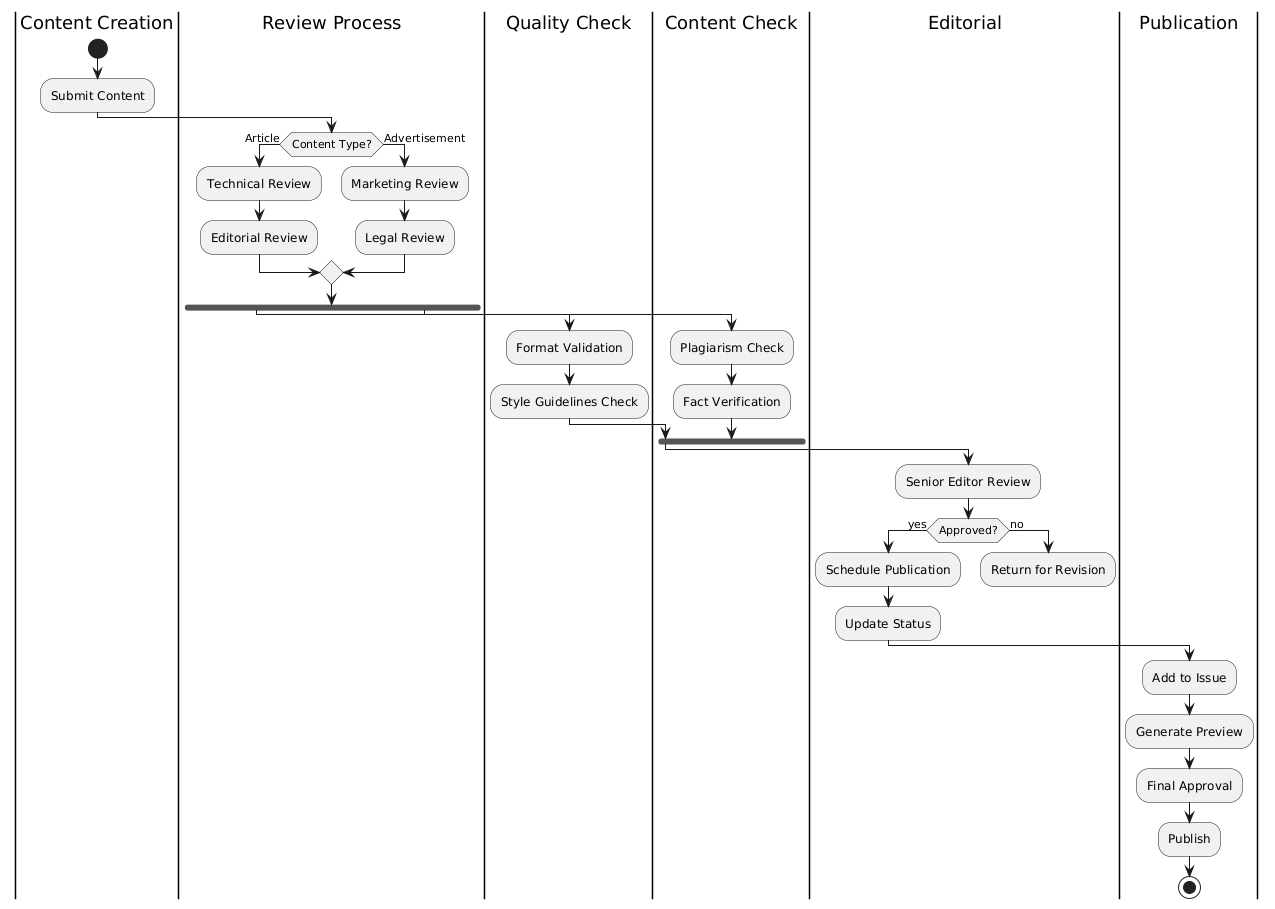 Content Creation
Review Process
Quality Check
Content Check
Editorial
Publication
Submit Content
Article
Content Type?
Advertisement
Technical Review
Marketing Review
Editorial Review
Legal Review
Format Validation
Plagiarism Check
Style Guidelines Check
Fact Verification
Senior Editor Review
yes
Approved?
no
Schedule Publication
Return for Revision
Update Status
Add to Issue
Generate Preview
Final Approval
Publish